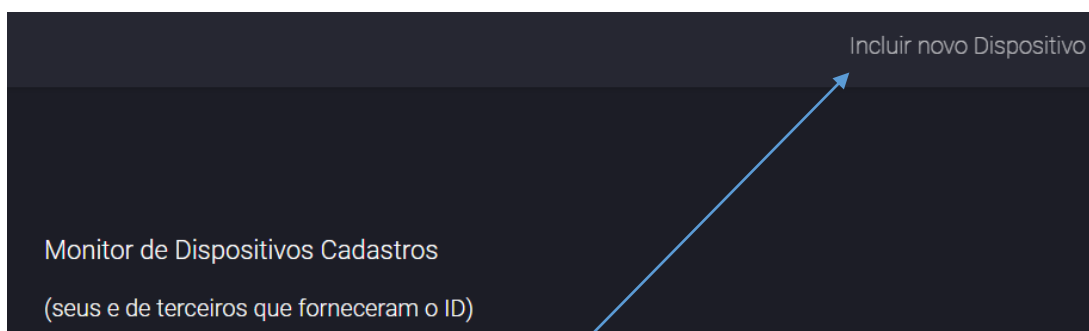 Incluir novo Dispositivo
Monitor de Dispositivos Cadastros
(seus e de terceiros que forneceram o ID)